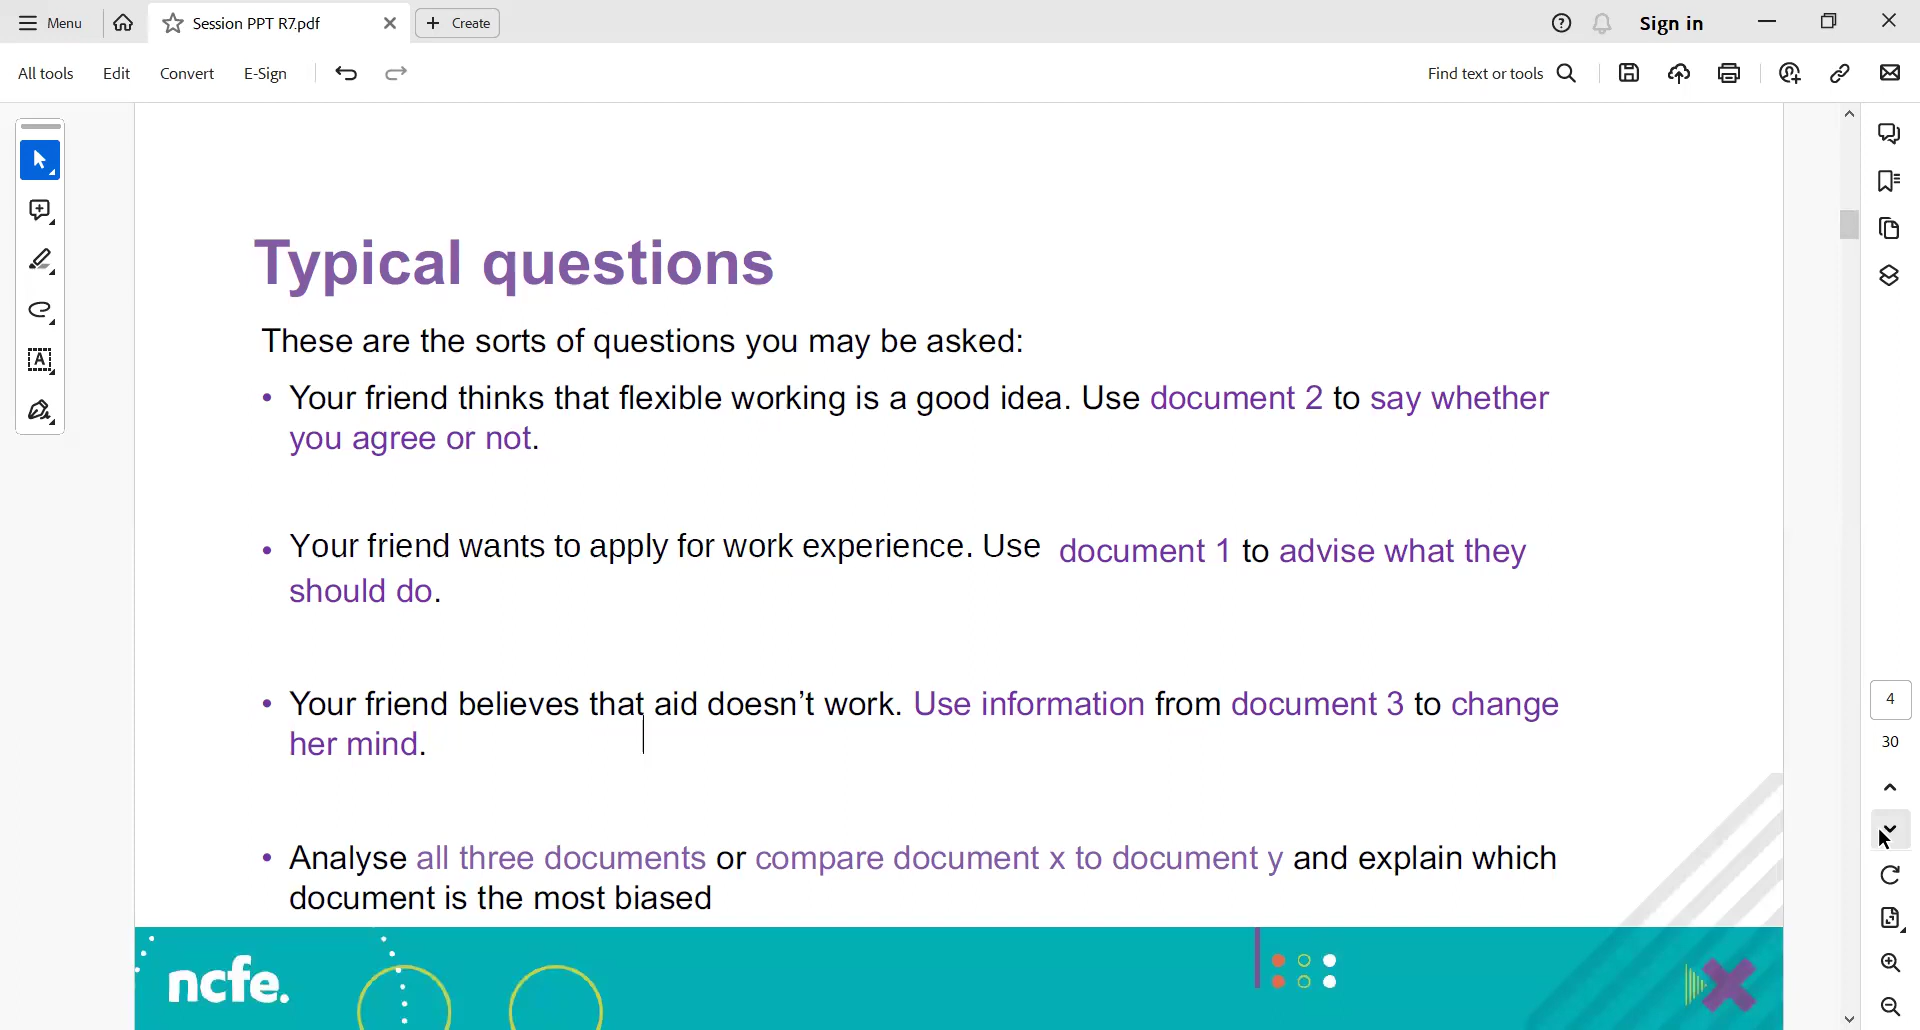 Menu
Session PPT R7.pdf
Create
Sign in
All tools Edit Convert E-Sign
Find text or tools
Typical questions
These are the sorts of questions you may be asked:
• Your friend thinks that flexible working is a good idea. Use document 2 to say whether
you agree or not.
• Your friend wants to apply for work experience. Use document 1 to advise what they
should do.
• Your friend believes that aid doesn’t work. Use information from document 3 to change
her mind.
• Analyse all three documents or compare document x to document y and explain which
document is the most biased
4
30
ncfe.